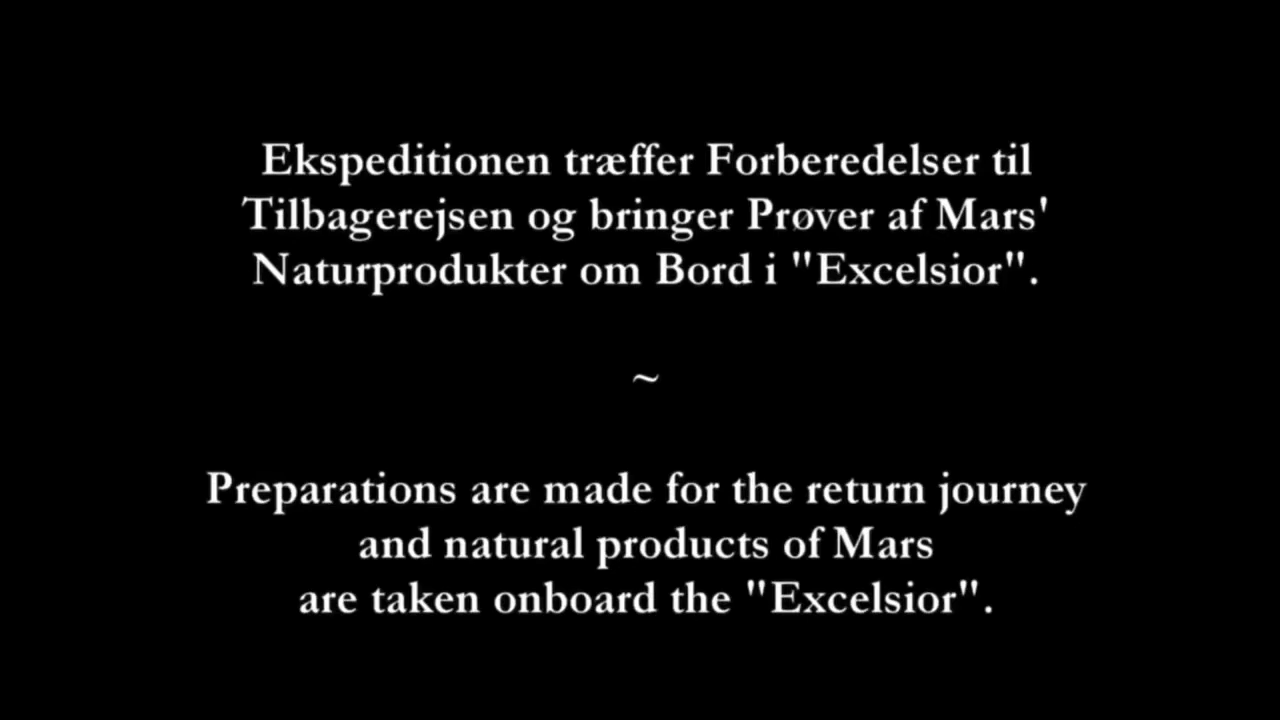 Ekspeditionen træffer Forberedelser til
Tilbagerejsen og bringer Prøver af Mars'
Naturprodukter om Bord i "Excelsior".
~
Preparations are made for the return journey
and natural products of Mars
are taken onboard the "Excelsior".